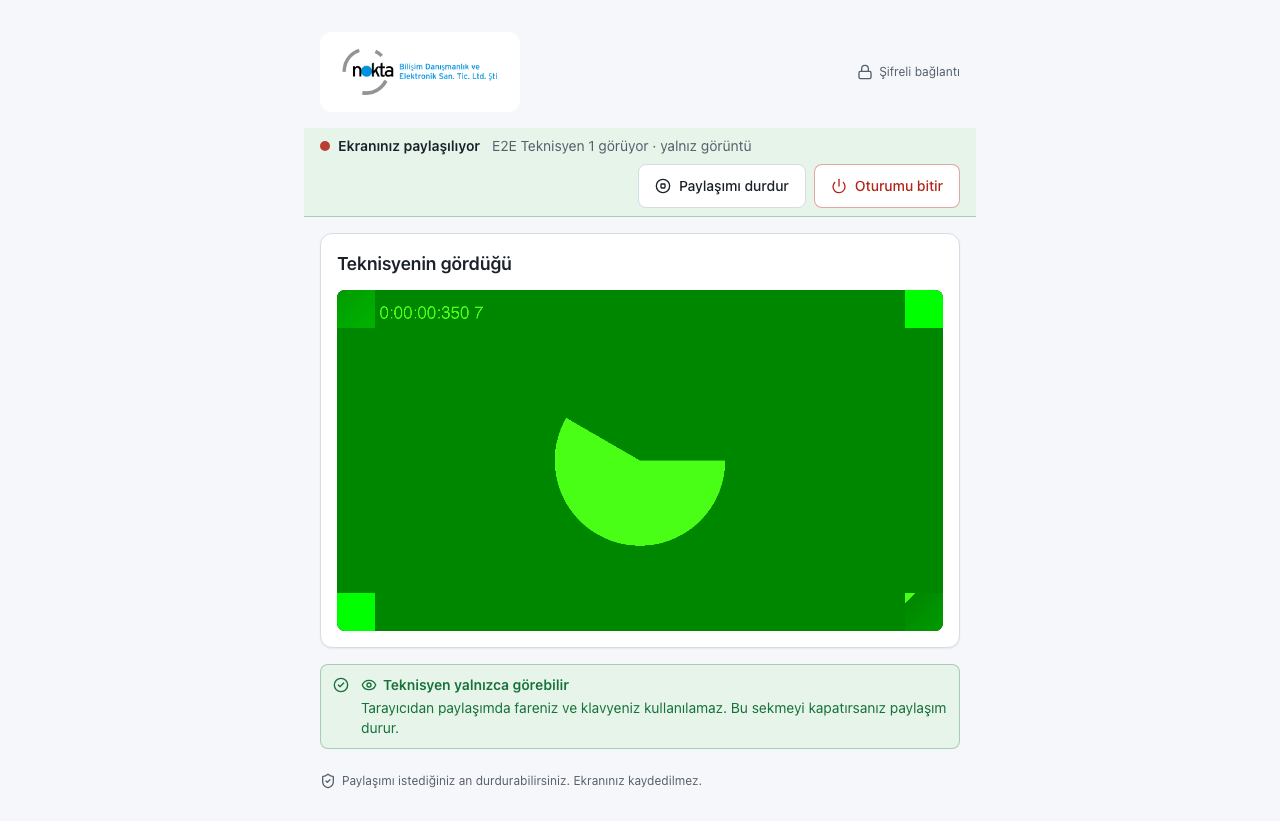 nokta Bilişim Danışmanlık ve
Elektronik San. Tic. Ltd. Şti
Şifreli bağlantı
Ekranınız paylaşılıyor E2E Teknisyen 1 görüyor · yalnız görüntü
Paylaşımı durdur
Oturumu bitir
Teknisyenin gördüğü
0:00:00:350 7
Teknisyen yalnızca görebilir
Tarayıcıdan paylaşımda fareniz ve klavyeniz kullanılamaz. Bu sekmeyi kapatırsanız paylaşım
durur.
Paylaşımı istediğiniz an durdurabilirsiniz. Ekranınız kaydedilmez.